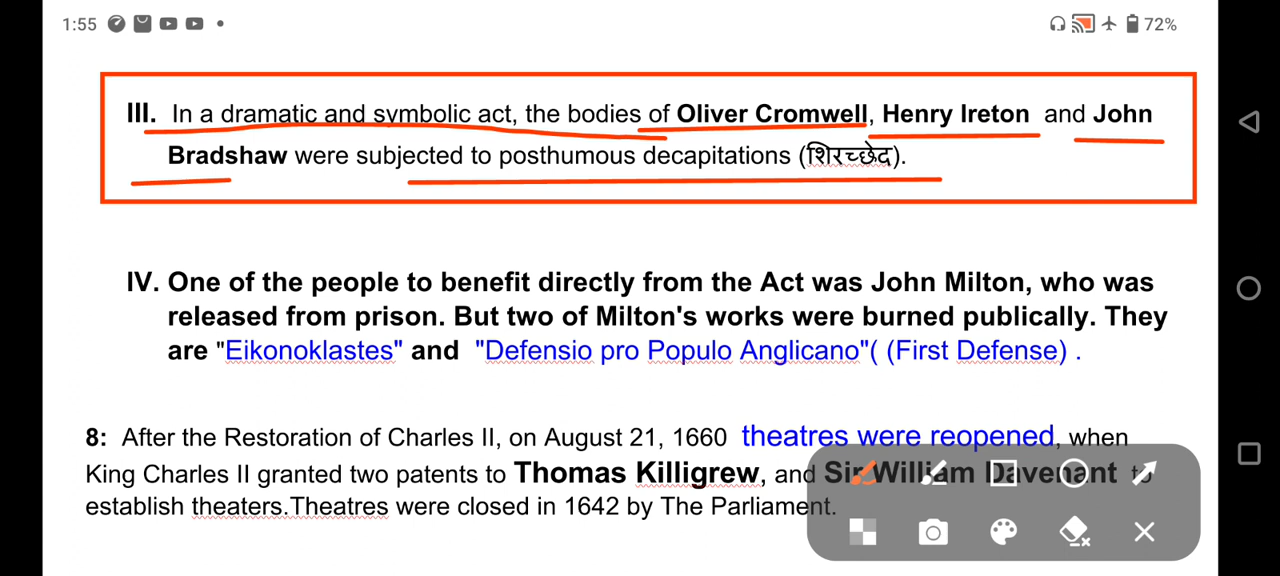 1:55
72%
III. In a dramatic and symbolic act, the bodies of Oliver Cromwell, Henry Ireton and John
Bradshaw were subjected to posthumous decapitations (शिरच्छेद).
IV. One of the people to benefit directly from the Act was John Milton, who was
released from prison. But two of Milton's works were burned publically. They
are "Eikonoklastes" and "Defensio pro Populo Anglicano"( (First Defense) .
8: After the Restoration of Charles II, on August 21, 1660 theatres were reopened, when
King Charles II granted two patents to Thomas Killigrew, and Sir William Davenant to
establish theaters.Theatres were closed in 1642 by The Parliament.